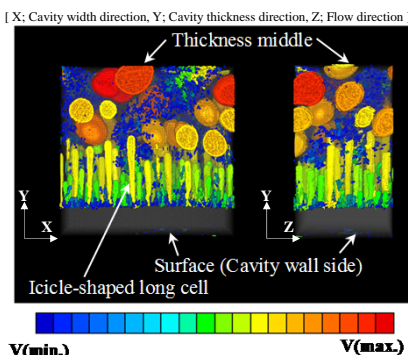 [ X; Cavity width direction, Y; Cavity thickness direction, Z; Flow direction ]
Thickness middle
Y
X
Y
Z
Surface (Cavity wall side)
Icicle-shaped long cell
V(min.)
V(max.)